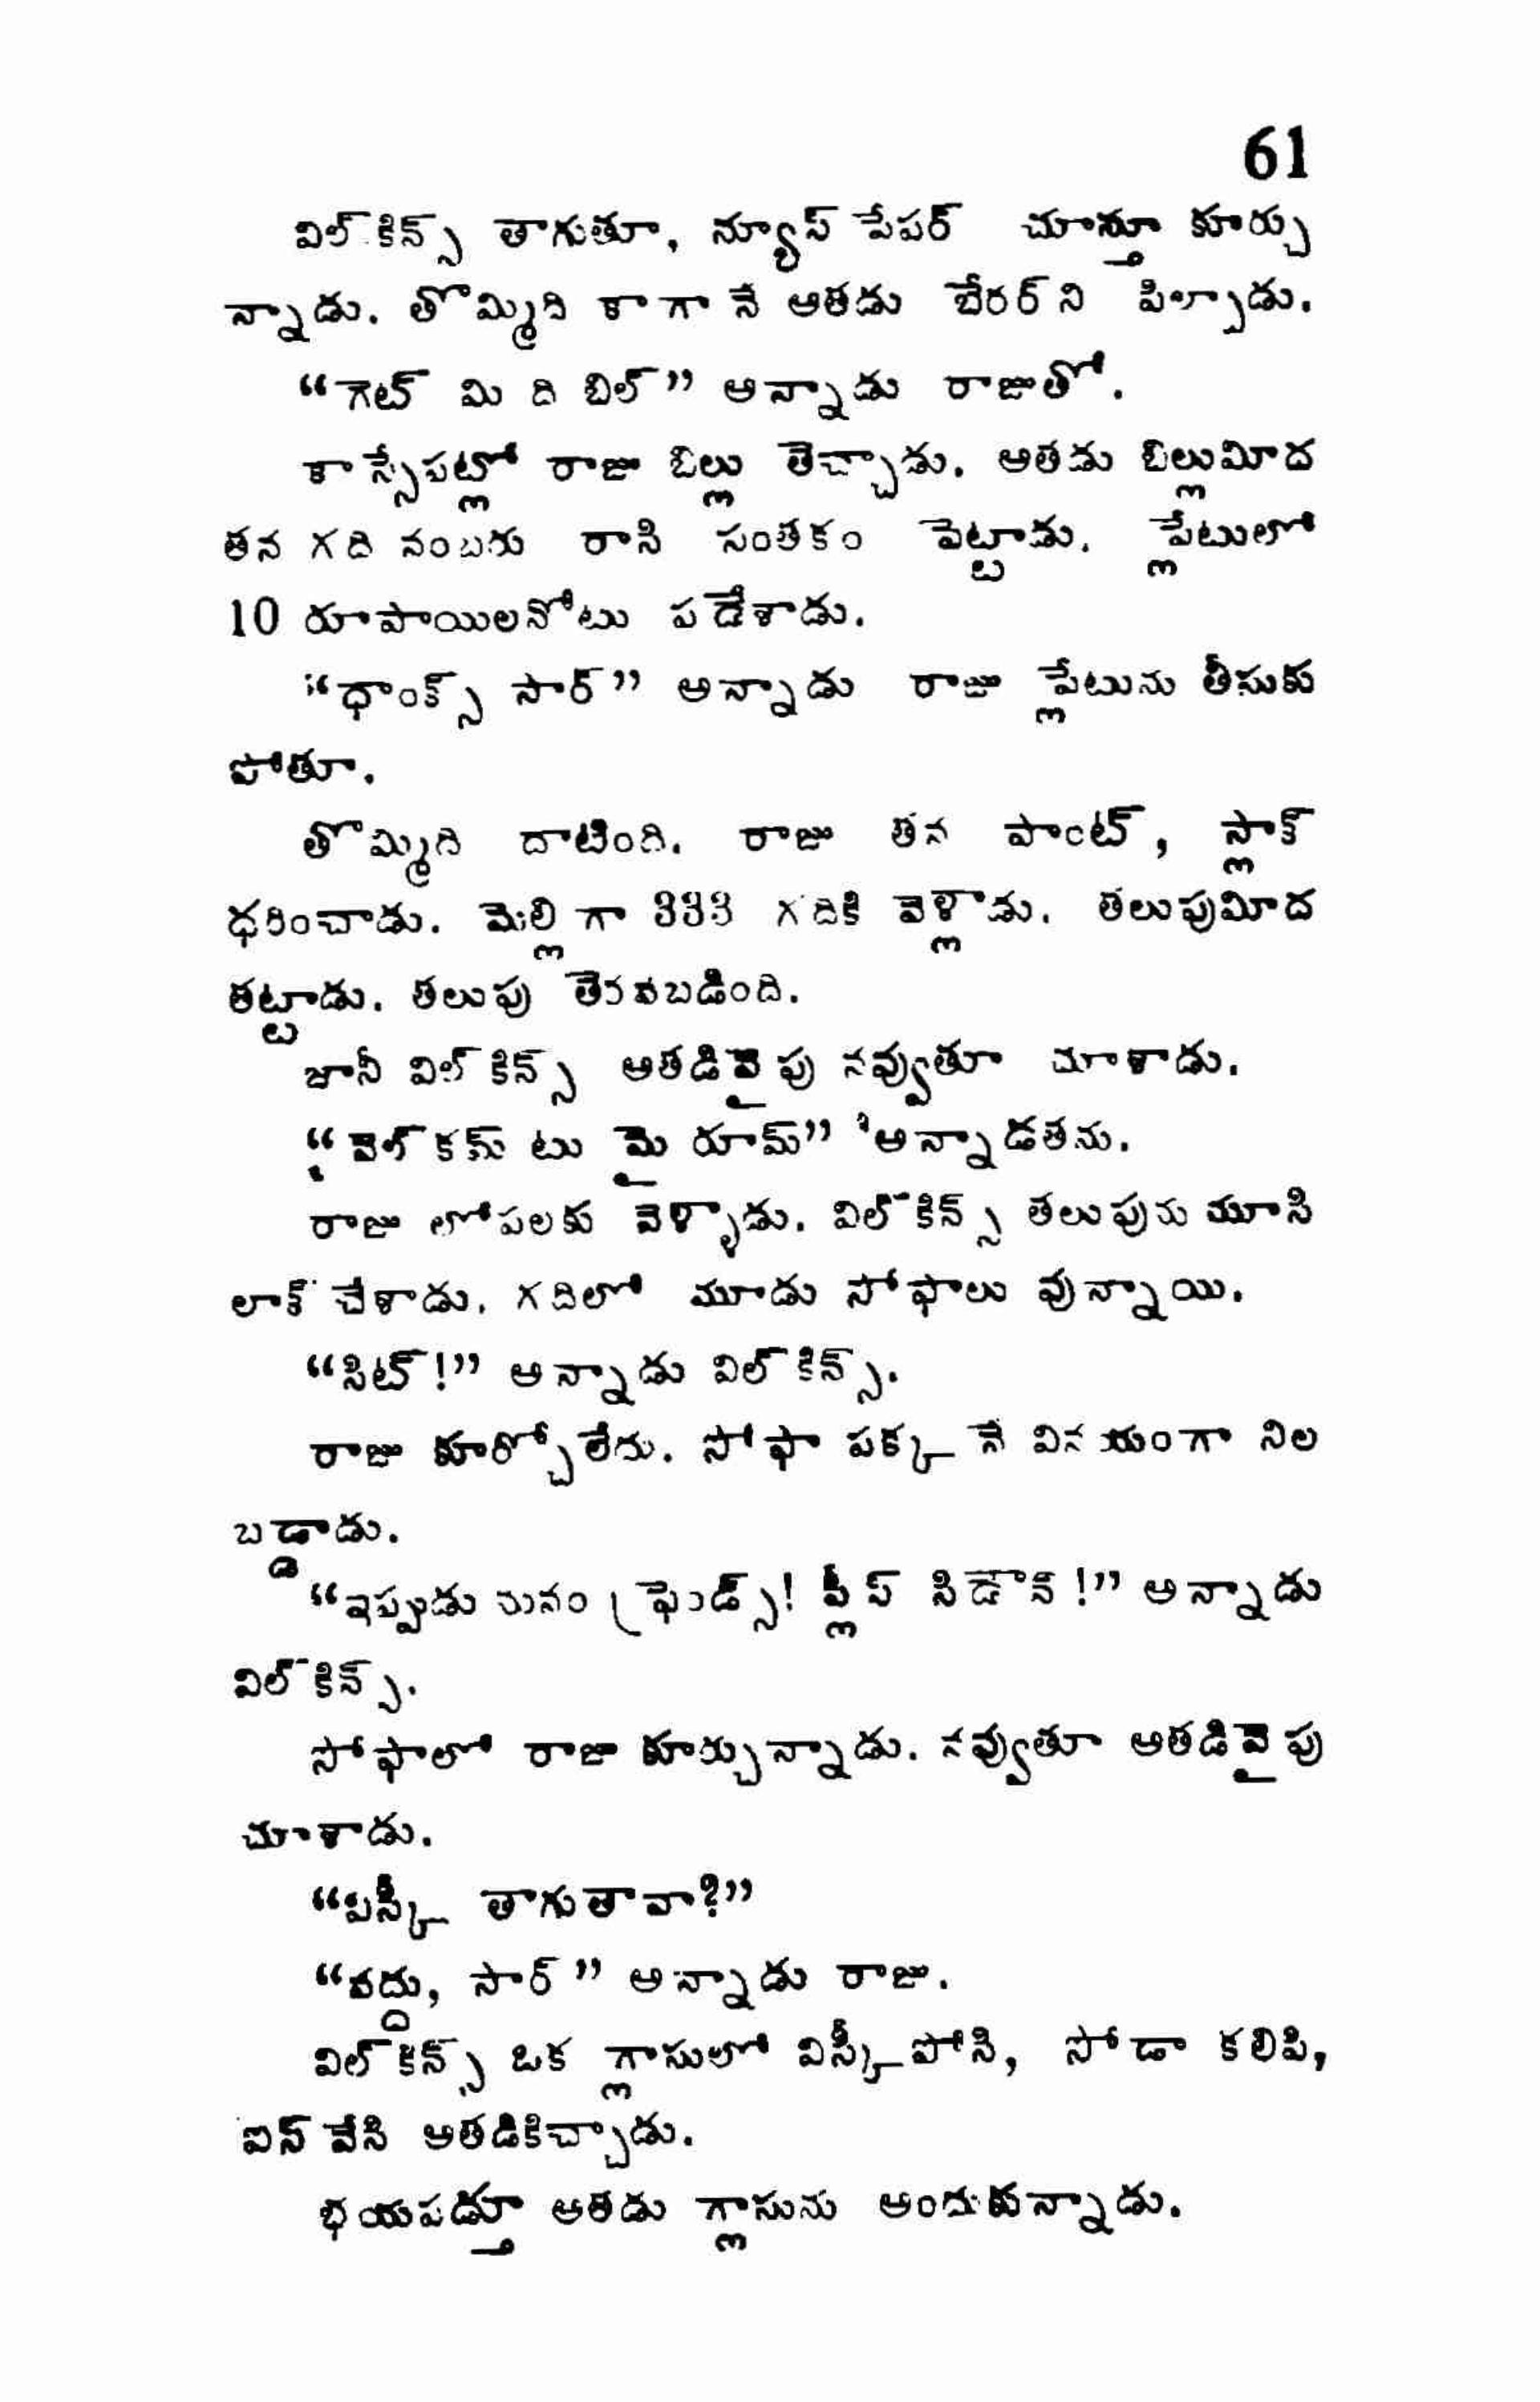 61
విల్ కిన్స్ తాగుతూ, న్యూస్ పేపర్ చూస్తూ కూర్చు
న్నాడు. తొమ్మిది కాగానే అతడు బేరర్ ని పిల్చాడు.
“గెట్ మి ది బిల్” అన్నాడు రాజుతో.
కాస్సేపట్లో రాజు బిల్లు తెచ్చాడు. అతడు బిల్లుమీద
తన గది నంబరు రాసి సంతకం పెట్టాడు. ప్లేటులో
10 రూపాయిలనోటు పడేశాడు.
“థాంక్స్ సార్” అన్నాడు రాజు ప్లేటును తీసుకు
పోతూ.
తొమ్మిది దాటింది. రాజు తన పాంట్, స్లాక్
ధరించాడు. మెల్లిగా 333 గదికి వెళ్లాడు. తలుపుమీద
తట్టాడు. తలుపు తెరవబడింది.
జానీ విల్ కిన్స్ అతడివైపు నవ్వుతూ చూశాడు.
“వెల్ కమ్ టు మై రూమ్” అన్నాడతను.
రాజు లోపలకు వెళ్ళాడు. విల్ కిన్స్ తలుపును మూసి
లాక్ చేశాడు. గదిలో మూడు సోఫాలు వున్నాయి.
“సిట్!” అన్నాడు విల్ కిన్స్.
రాజు కూర్చోలేదు. సోఫా పక్కనే వినయంగా నిల
బడ్డాడు.
“ఇప్పుడు మనం ఫ్రెండ్స్! ప్లీస్ సిడౌన్!” అన్నాడు
విల్ కిన్స్.
సోఫాలో రాజు కూర్చున్నాడు. నవ్వుతూ అతడివైపు
చూశాడు.
“విస్కీ తాగుతావా?”
“వద్దు, సార్” అన్నాడు రాజు.
విల్ కిన్స్ ఒక గ్లాసులో విస్కీ పోసి, సోడా కలిపి,
ఐస్ వేసి అతడికిచ్చాడు.
భయపడ్తూ అతడు గ్లాసును అందుకున్నాడు.